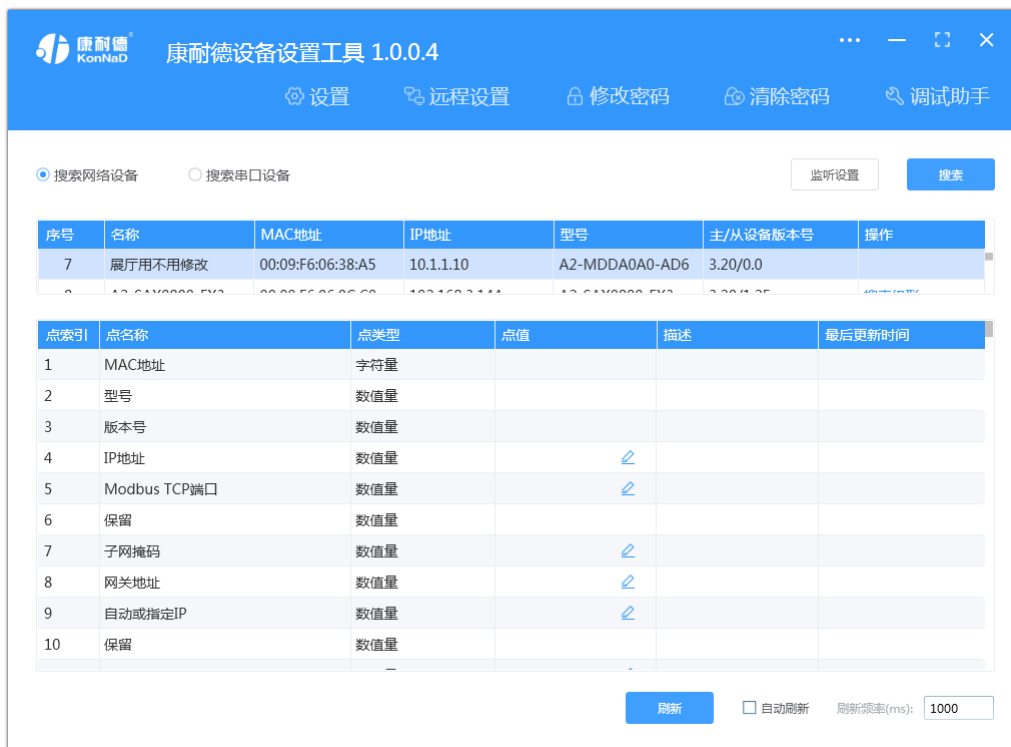 康耐德®
KonNaD
康耐德设备设置工具 1.0.0.4
设置 远程设置 修改密码 清除密码 调试助手
搜索网络设备 搜索串口设备 监听设置 搜索
序号 名称 MAC地址 IP地址 型号 主/从设备版本号 操作
7 展厅用不用修改 00:09:F6:06:38:A5 10.1.1.10 A2-MDDA0A0-AD6 3.20/0.0
点索引 点名称 点类型 点值 描述 最后更新时间
1 MAC地址 字符量
2 型号 数值量
3 版本号 数值量
4 IP地址 数值量
5 Modbus TCP端口 数值量
6 保留 数值量
7 子网掩码 数值量
8 网关地址 数值量
9 自动或指定IP 数值量
10 保留 数值量
刷新 自动刷新 刷新频率(ms): 1000